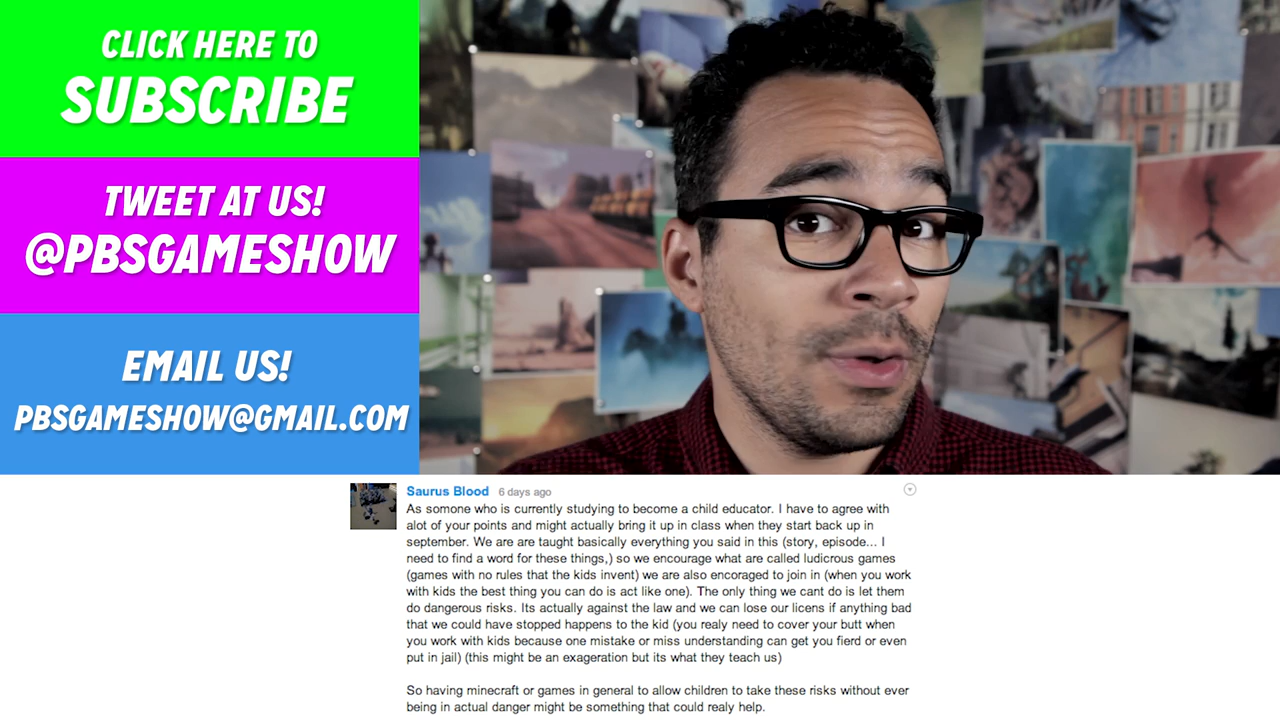 CLICK HERE TO
SUBSCRIBE
TWEET AT US!
@PBSGAMESHOW
EMAIL US!
PBSGAMESHOW@GMAIL.COM
Saurus Blood 6 days ago
As somone who is currently studying to become a child educator. I have to agree with
alot of your points and might actually bring it up in class when they start back up in
september. We are are taught basically everything you said in this (story, episode... I
need to find a word for these things,) so we encourage what are called ludicrous games
(games with no rules that the kids invent) we are also encoraged to join in (when you work
with kids the best thing you can do is act like one). The only thing we cant do is let them
do dangerous risks. Its actually against the law and we can lose our licens if anything bad
that we could have stopped happens to the kid (you realy need to cover your butt when
you work with kids because one mistake or miss understanding can get you fierd or even
put in jail) (this might be an exageration but its what they teach us)
So having minecraft or games in general to allow children to take these risks without ever
being in actual danger might be something that could realy help.